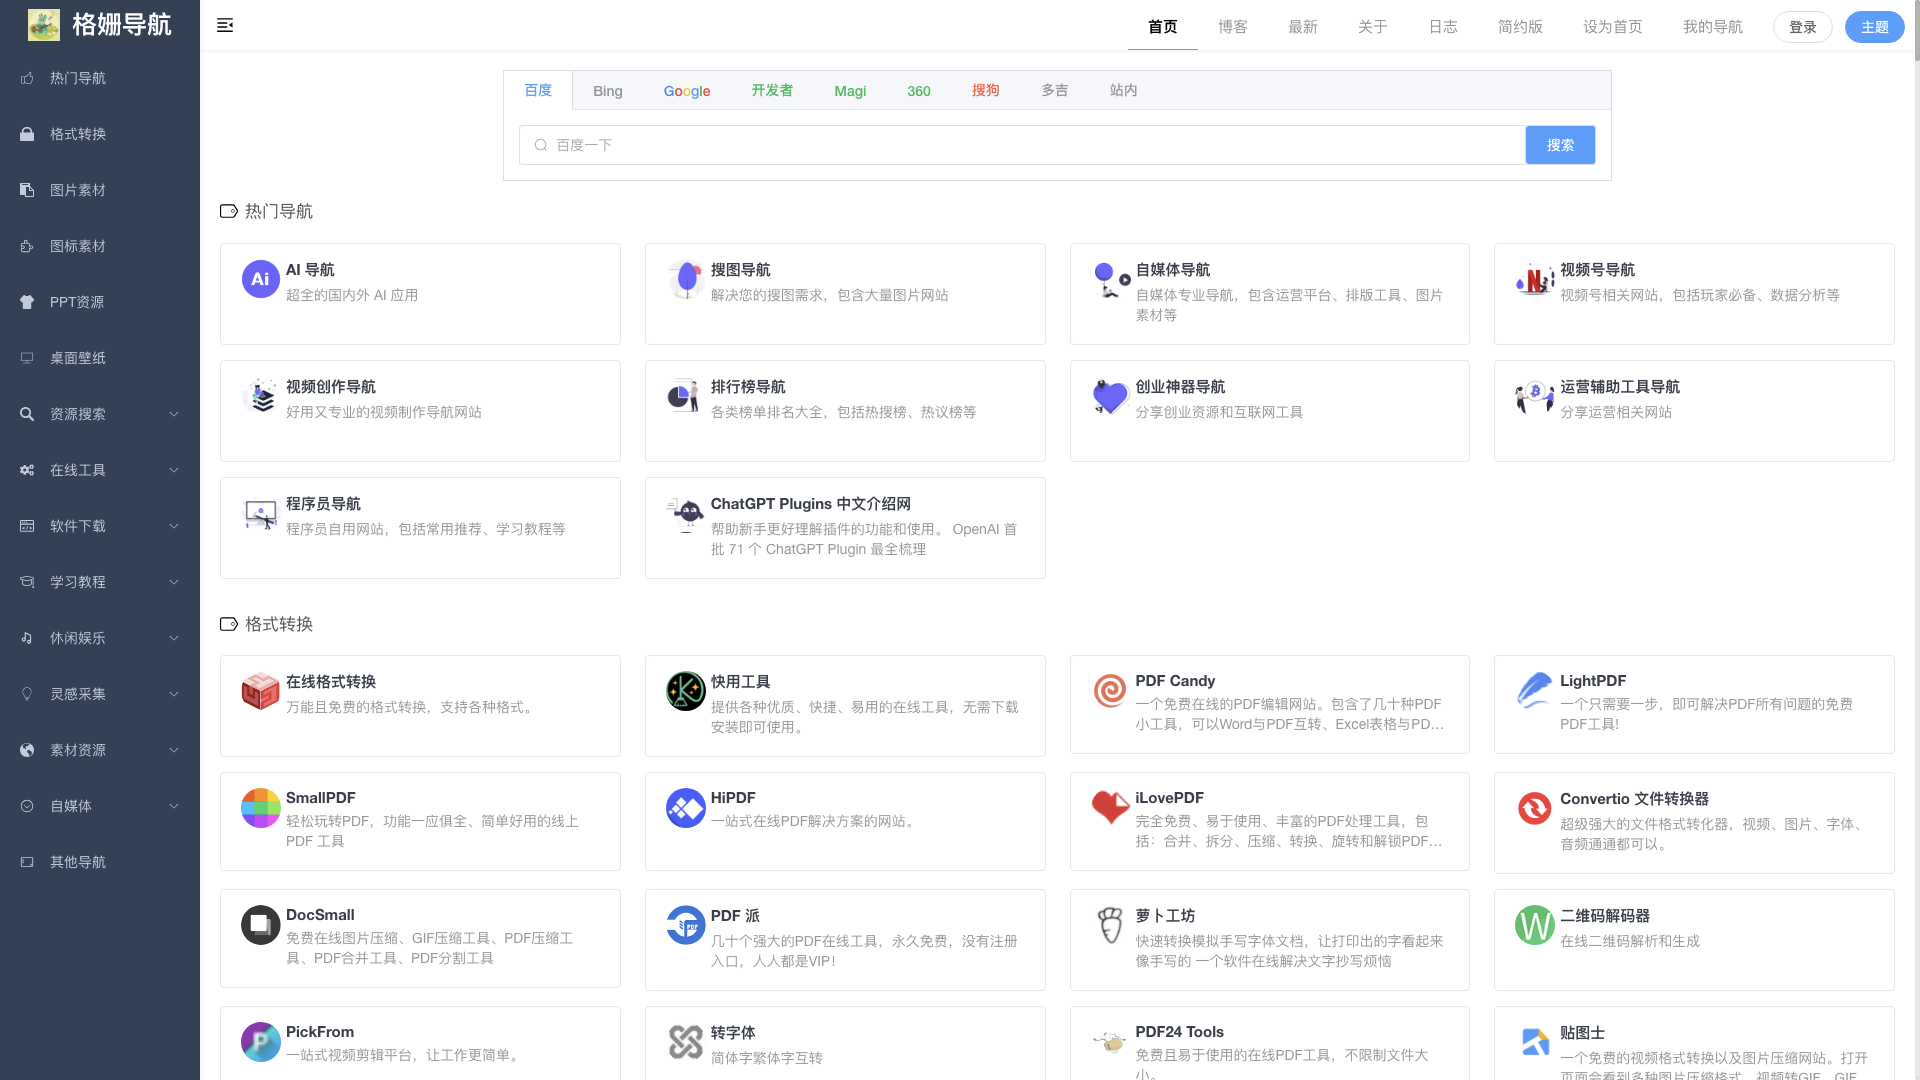 格姗导航
首页 博客 最新 关于 日志 简约版 设为首页 我的导航 登录 主题
热门导航
格式转换
图片素材
图标素材
PPT资源
桌面壁纸
资源搜索
在线工具
软件下载
学习教程
休闲娱乐
灵感采集
素材资源
自媒体
其他导航
百度 Bing Google 开发者 Magi 360 搜狗 多吉 站内
百度一下
搜索
热门导航
Ai
AI 导航
超全的国内外 AI 应用
搜图导航
解决您的搜图需求，包含大量图片网站
自媒体导航
自媒体专业导航，包含运营平台、排版工具、图片
素材等
N
视频号导航
视频号相关网站，包括玩家必备、数据分析等
视频创作导航
好用又专业的视频制作导航网站
排行榜导航
各类榜单排名大全，包括热搜榜、热议榜等
创业神器导航
分享创业资源和互联网工具
运营辅助工具导航
分享运营相关网站
程序员导航
程序员自用网站，包括常用推荐、学习教程等
ChatGPT Plugins 中文介绍网
帮助新手更好理解插件的功能和使用。 OpenAI 首
批 71 个 ChatGPT Plugin 最全梳理
格式转换
在线格式转换
万能且免费的格式转换，支持各种格式。
K
快用工具
提供各种优质、快捷、易用的在线工具，无需下载
安装即可使用。
PDF Candy
一个免费在线的PDF编辑网站。包含了几十种PDF
小工具，可以Word与PDF互转、Excel表格与PD...
LightPDF
一个只需要一步，即可解决PDF所有问题的免费
PDF工具!
SmallPDF
轻松玩转PDF，功能一应俱全、简单好用的线上
PDF 工具
HiPDF
一站式在线PDF解决方案的网站。
iLovePDF
完全免费、易于使用、丰富的PDF处理工具，包
括：合并、拆分、压缩、转换、旋转和解锁PDF...
Convertio 文件转换器
超级强大的文件格式转化器，视频、图片、字体、
音频通通都可以。
DocSmall
免费在线图片压缩、GIF压缩工具、PDF压缩工
具、PDF合并工具、PDF分割工具
PDF
PDF 派
几十个强大的PDF在线工具，永久免费，没有注册
入口，人人都是VIP！
萝卜工坊
快速转换模拟手写字体文档，让打印出的字看起来
像手写的 一个软件在线解决文字抄写烦恼
W
二维码解码器
在线二维码解析和生成
P
PickFrom
一站式视频剪辑平台，让工作更简单。
转字体
简体字繁体字互转
PDF24 Tools
免费且易于使用的在线PDF工具，不限制文件大
小。
贴图士
一个免费的视频格式转换以及图片压缩网站。打开
页面会看到多种图片压缩格式、视频转GIF、GIF